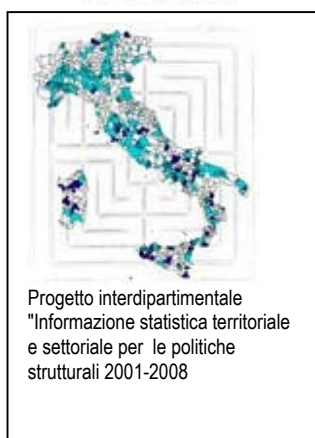 Progetto interdipartimentale
"Informazione statistica territoriale
e settoriale per le politiche
strutturali 2001-2008